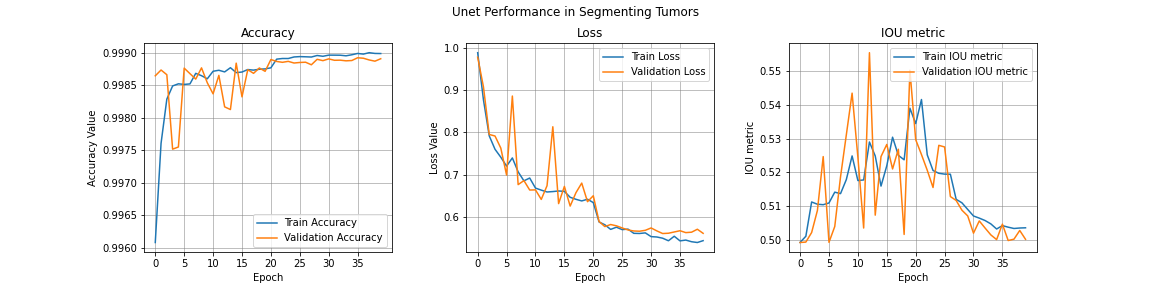 Unet Performance in Segmenting Tumors
Accuracy
0.9990
0.9985
0.9980
0.9975
0.9970
0.9965
0.9960
Accuracy Value
Train Accuracy
Validation Accuracy
0 5 10 15 20 25 30 35
Epoch
Loss
1.0
0.9
0.8
0.7
0.6
Loss Value
Train Loss
Validation Loss
0 5 10 15 20 25 30 35
Epoch
IOU metric
0.55
0.54
0.53
0.52
0.51
0.50
IOU metric
Train IOU metric
Validation IOU metric
0 5 10 15 20 25 30 35
Epoch